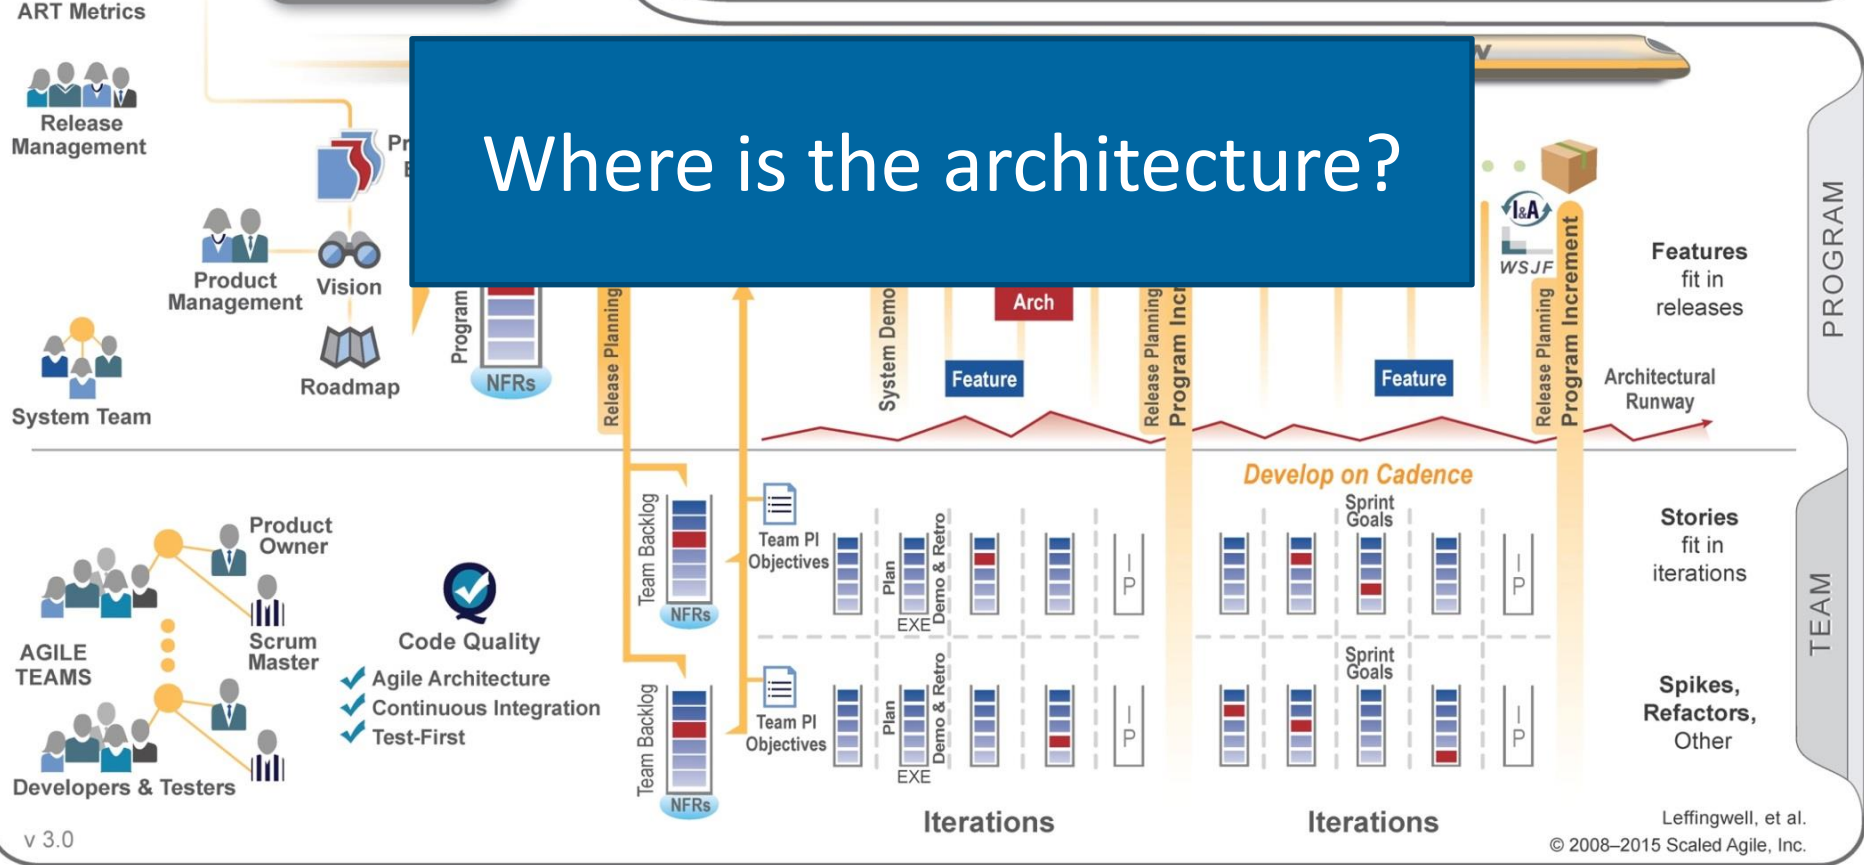 ART Metrics
Release
Management
Where is the architecture?
Product
Management
Vision
Roadmap
System Team
Program
NFRs
Release Planning
System Demo
Arch
Feature
Release Planning
Feature
I&A
WSJF
Release Planning
Program Increment
Features
fit in
releases
Architectural
Runway
PROGRAM
Develop on Cadence
AGILE
TEAMS
Product
Owner
Scrum
Master
Developers & Testers
Code Quality
Agile Architecture
Continuous Integration
Test-First
Team Backlog
NFRs
Team PI
Objectives
Plan
EXE
Demo & Retro
I
P
Sprint
Goals
I
P
Team Backlog
NFRs
Team PI
Objectives
Plan
EXE
Demo & Retro
I
P
Sprint
Goals
I
P
Stories
fit in
iterations
Spikes,
Refactors,
Other
TEAM
Iterations
Iterations
v 3.0
Leffingwell, et al.
© 2008–2015 Scaled Agile, Inc.